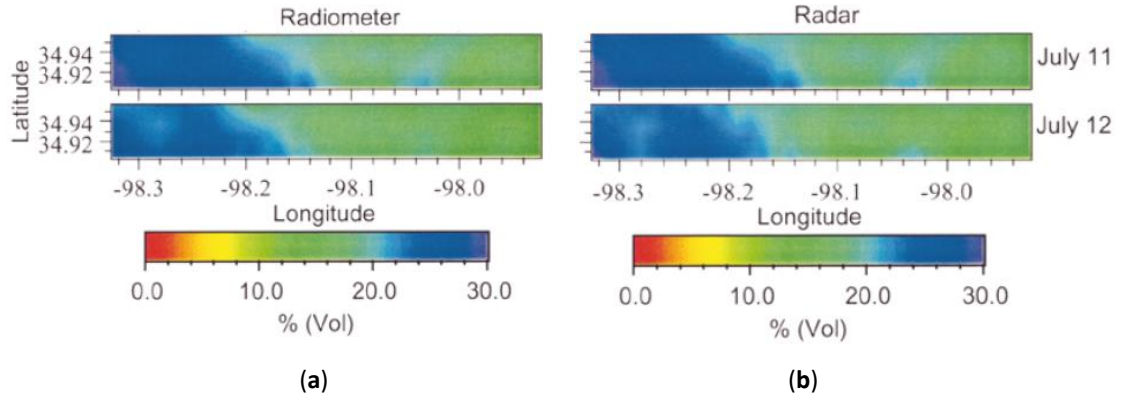 Radiometer
Radar
Latitude
34.94
34.92
34.94
34.92
July 11
July 12
-98.3 -98.2 -98.1 -98.0
-98.3 -98.2 -98.1 -98.0
Longitude
Longitude
0.0 10.0 20.0 30.0
0.0 10.0 20.0 30.0
% (Vol)
% (Vol)
(a)
(b)